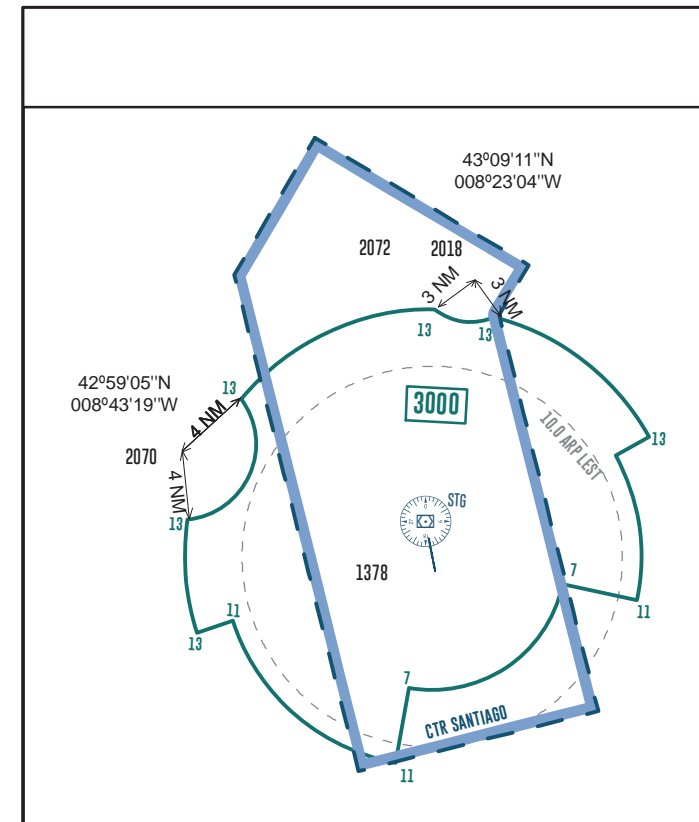 43º09'11"N
008º23'04"W
2072
2018
3 NM
3 NM
13
13
42º59'05"N
008º43'19"W
13
4 NM
3000
10.0 ARP LEST
13
2070
4 NM
STG
13
1378
7
11
11
13
7
CTR SANTIAGO
11